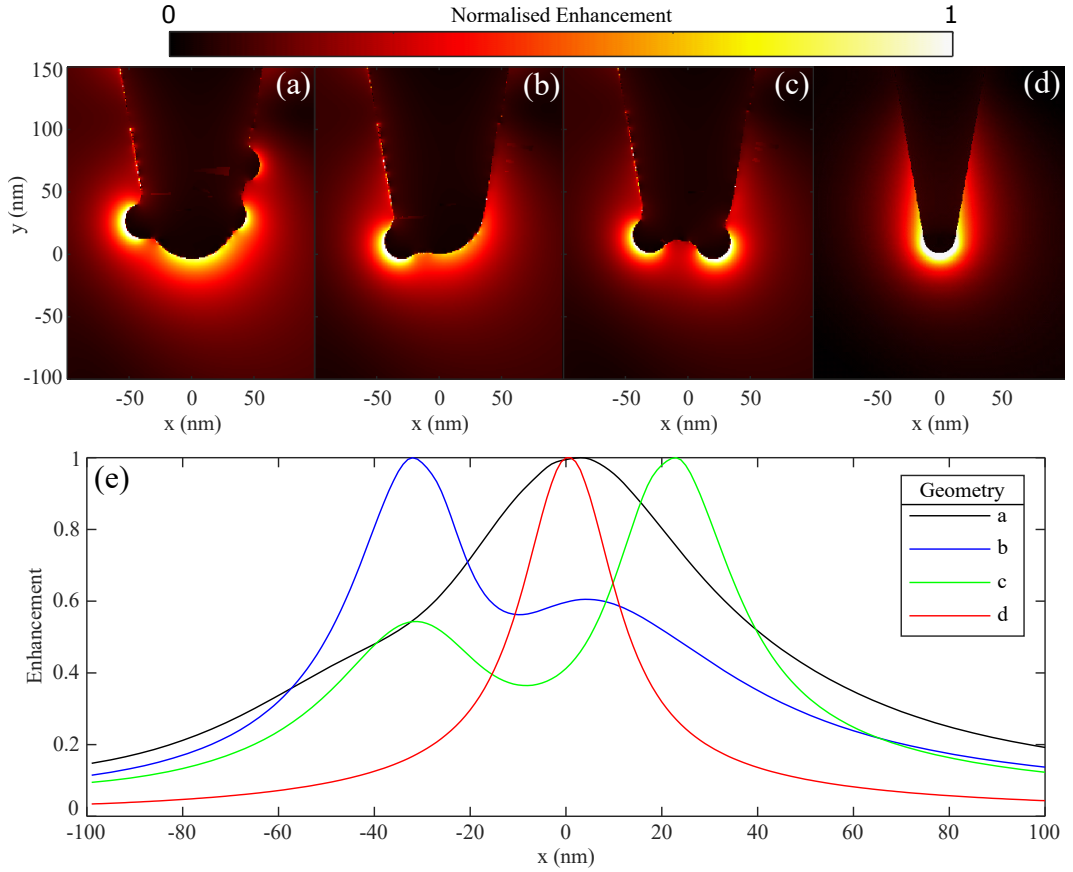 0 Normalised Enhancement 1
(a) (b) (c) (d)
150
100
50
0
-50
-100
y (nm)
-50 0 50 -50 0 50 -50 0 50 -50 0 50
x (nm) x (nm) x (nm) x (nm)
(e)
1
0.8
0.6
0.4
0.2
0
Enhancement
Geometry
a
b
c
d
-100 -80 -60 -40 -20 0 20 40 60 80 100
x (nm)